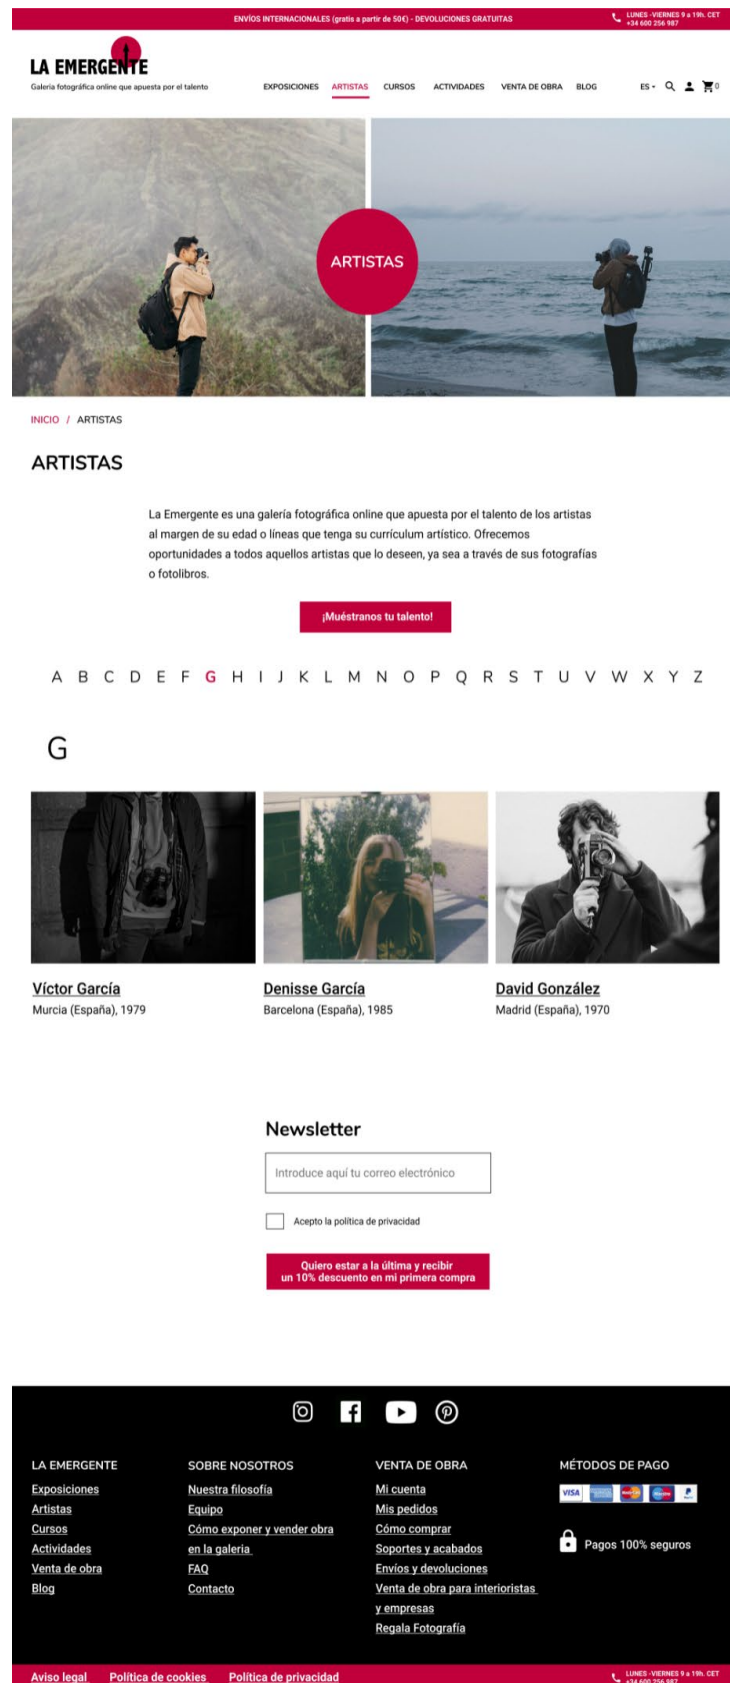 ENVÍOS INTERNACIONALES (gratis a partir de 50€) - DEVOLUCIONES GRATUITAS
LUNES -VIERNES 9 a 19h. CET
+34 600 256 987
LA EMERGENTE
Galería fotográfica online que apuesta por el talento
EXPOSICIONES ARTISTAS CURSOS ACTIVIDADES VENTA DE OBRA BLOG ES 0
ARTISTAS
INICIO / ARTISTAS
ARTISTAS
La Emergente es una galería fotográfica online que apuesta por el talento de los artistas
al margen de su edad o líneas que tenga su currículum artístico. Ofrecemos
oportunidades a todos aquellos artistas que lo deseen, ya sea a través de sus fotografías
o fotolibros.
¡Muéstranos tu talento!
A B C D E F G H I J K L M N O P Q R S T U V W X Y Z
G
Víctor García
Murcia (España), 1979
Denisse García
Barcelona (España), 1985
David González
Madrid (España), 1970
Newsletter
Introduce aquí tu correo electrónico
Acepto la política de privacidad
Quiero estar a la última y recibir
un 10% descuento en mi primera compra
LA EMERGENTE
Exposiciones
Artistas
Cursos
Actividades
Venta de obra
Blog
SOBRE NOSOTROS
Nuestra filosofía
Equipo
Cómo exponer y vender obra
en la galeria
FAQ
Contacto
VENTA DE OBRA
Mi cuenta
Mis pedidos
Cómo comprar
Soportes y acabados
Envíos y devoluciones
Venta de obra para interioristas
y empresas
Regala Fotografía
MÉTODOS DE PAGO
VISA
Pagos 100% seguros
Aviso legal Política de cookies Política de privacidad
LUNES -VIERNES 9 a 19h. CET
+34 600 256 987